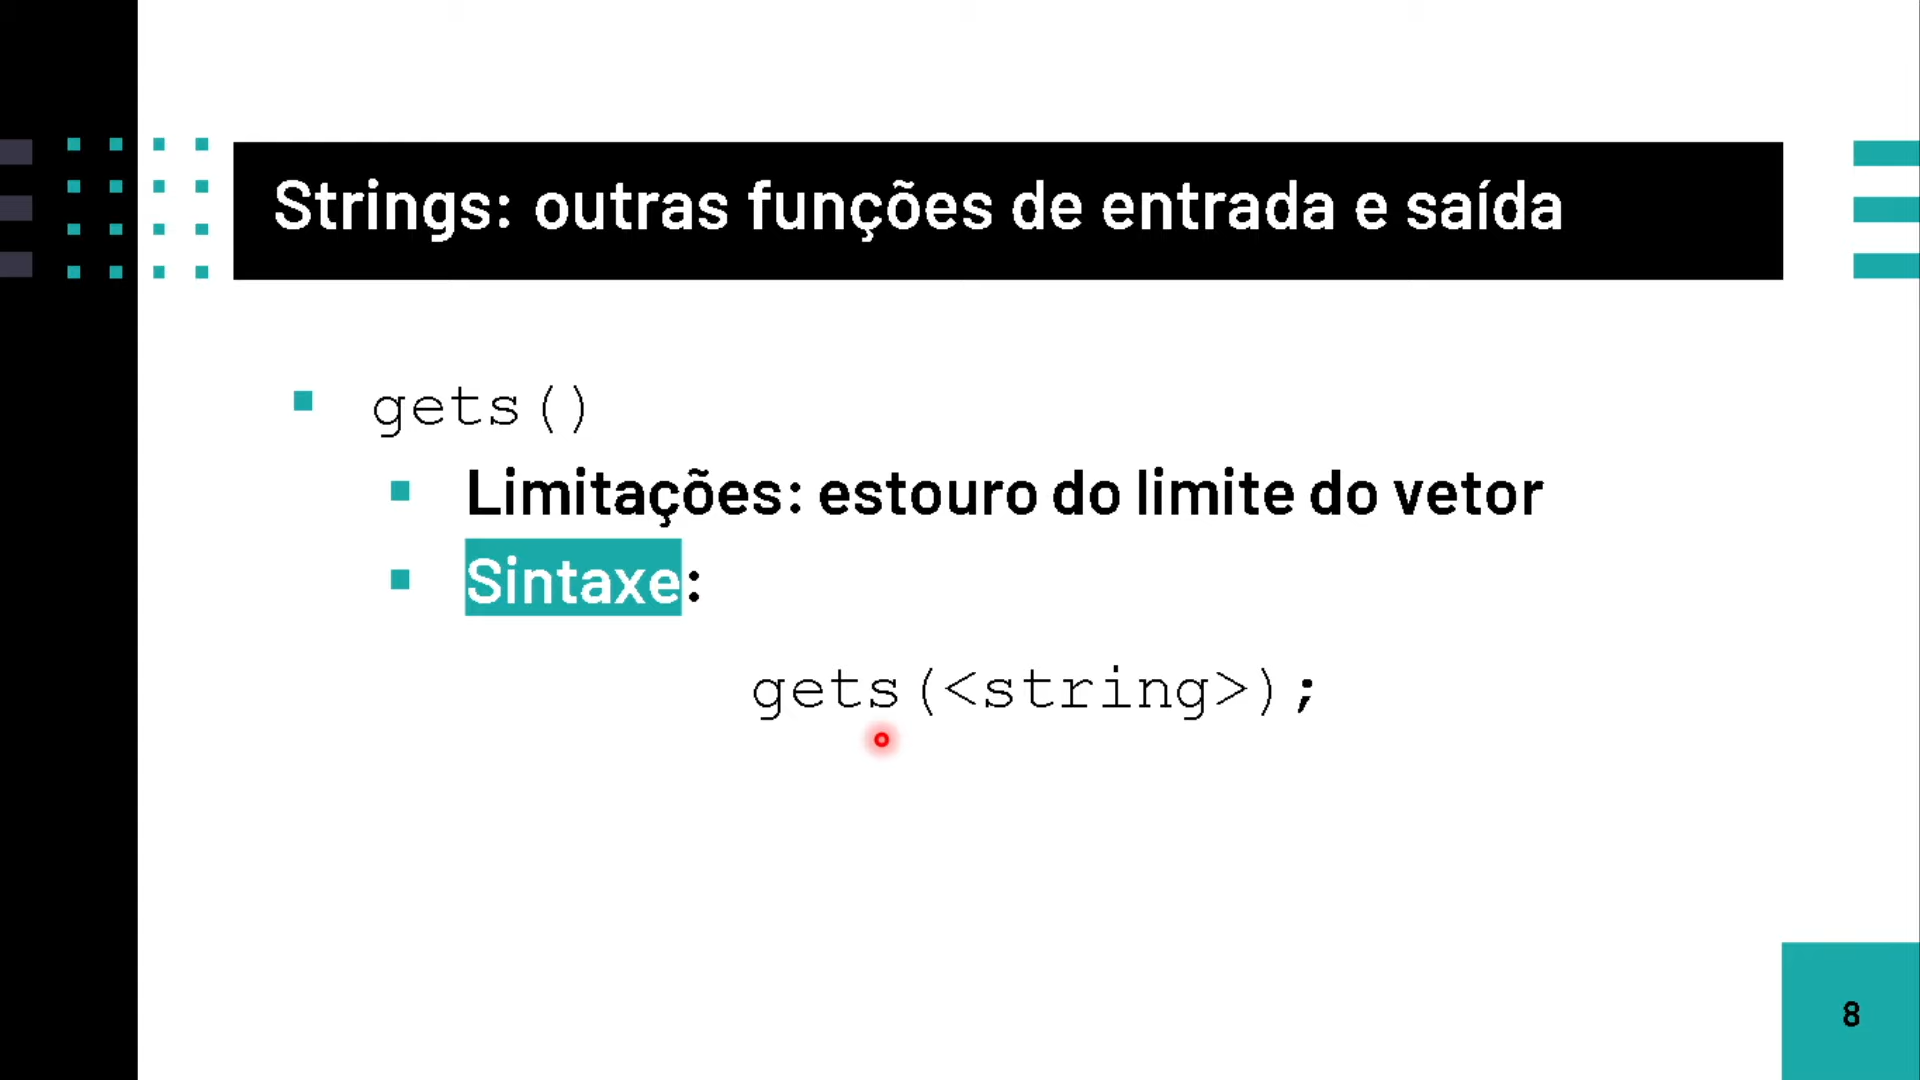 Strings: outras funções de entrada e saída
gets()
Limitações: estouro do limite do vetor
Sintaxe:
gets(<string>);
8